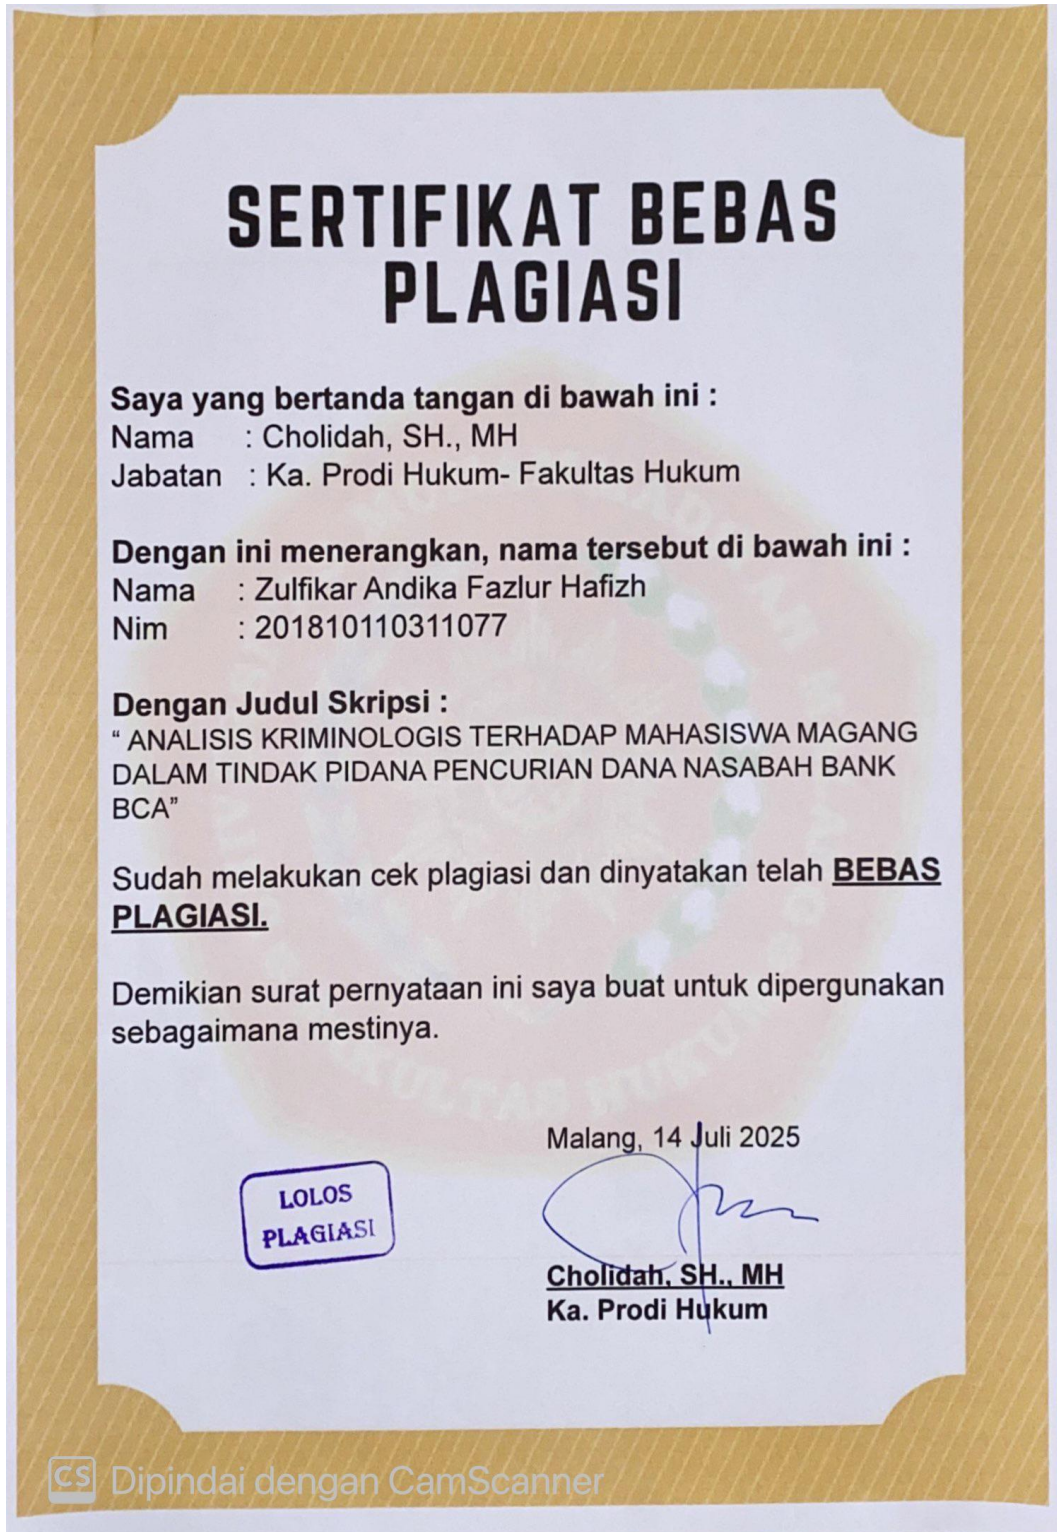 SERTIFIKAT BEBAS
PLAGIASI
Saya yang bertanda tangan di bawah ini :
Nama : Cholidah, SH., MH
Jabatan : Ka. Prodi Hukum- Fakultas Hukum
Dengan ini menerangkan, nama tersebut di bawah ini :
Nama : Zulfikar Andika Fazlur Hafizh
Nim : 201810110311077
Dengan Judul Skripsi :
“ ANALISIS KRIMINOLOGIS TERHADAP MAHASISWA MAGANG
DALAM TINDAK PIDANA PENCURIAN DANA NASABAH BANK
BCA”
Sudah melakukan cek plagiasi dan dinyatakan telah BEBAS
PLAGIASI.
Demikian surat pernyataan ini saya buat untuk dipergunakan
sebagaimana mestinya.
Malang, 14 Juli 2025
LOLOS
PLAGIASI
Cholidah, SH., MH
Ka. Prodi Hukum
CS Dipindai dengan CamScanner